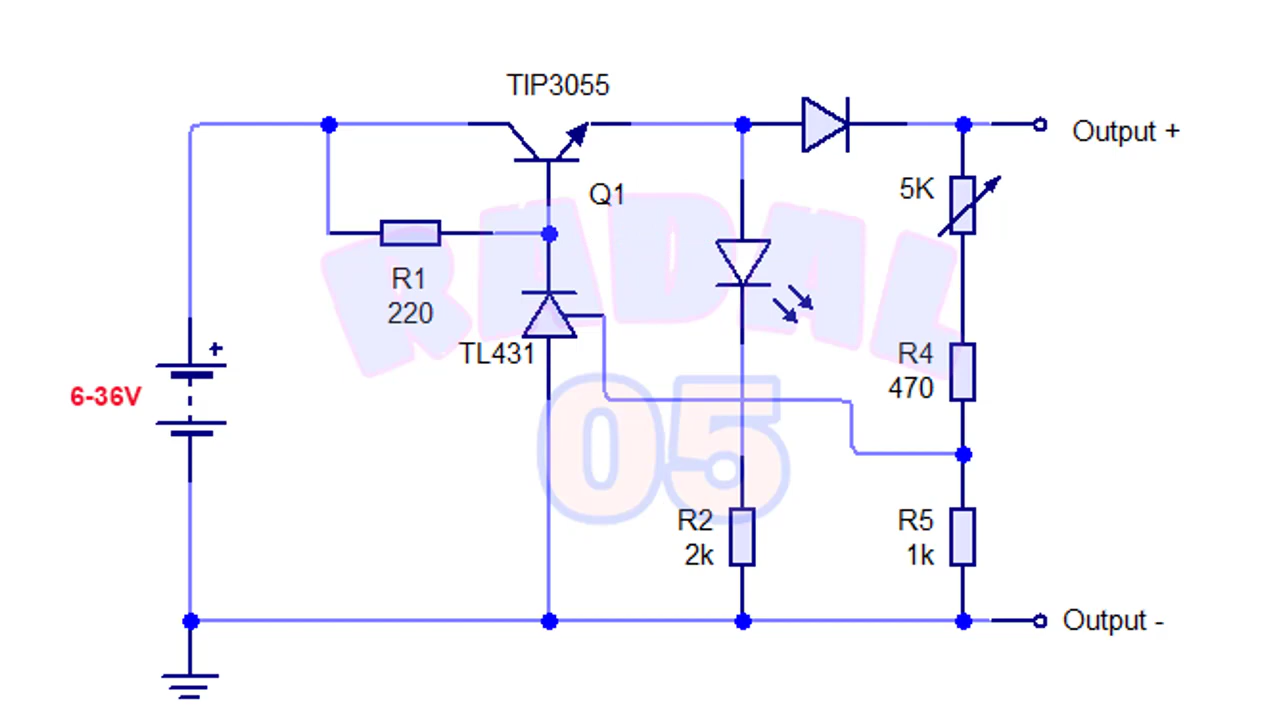 TIP3055
Output +
5K
Q1
R1
220
TL431
R4
470
+
6-36V
RADAL
05
R2
2k
R5
1k
Output -